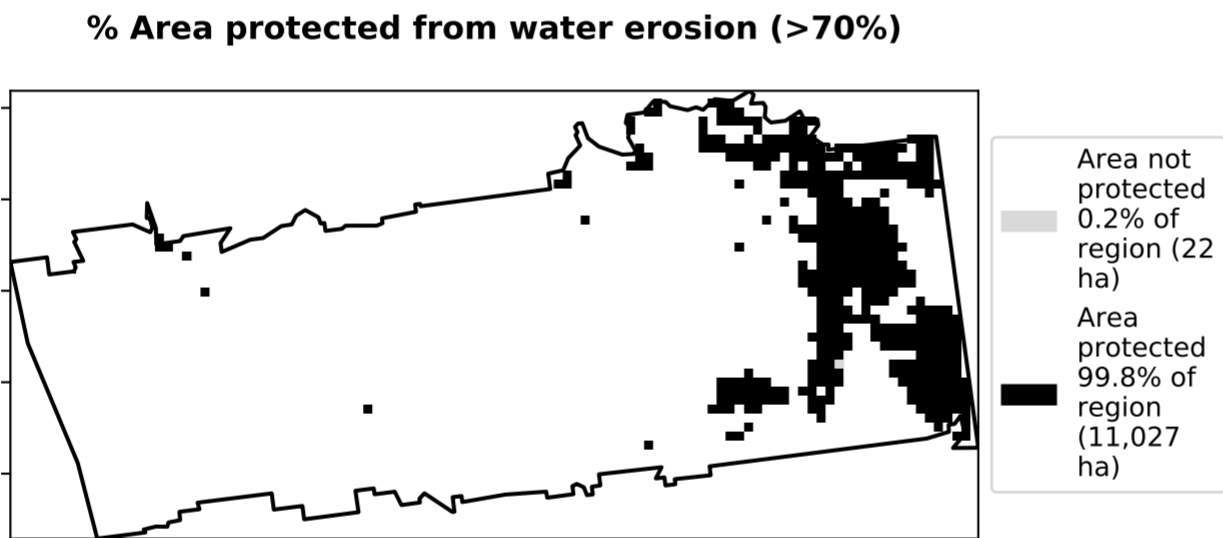 % Area protected from water erosion (>70%)
Area not
protected
0.2% of
region (22
ha)
Area
protected
99.8% of
region
(11,027
ha)